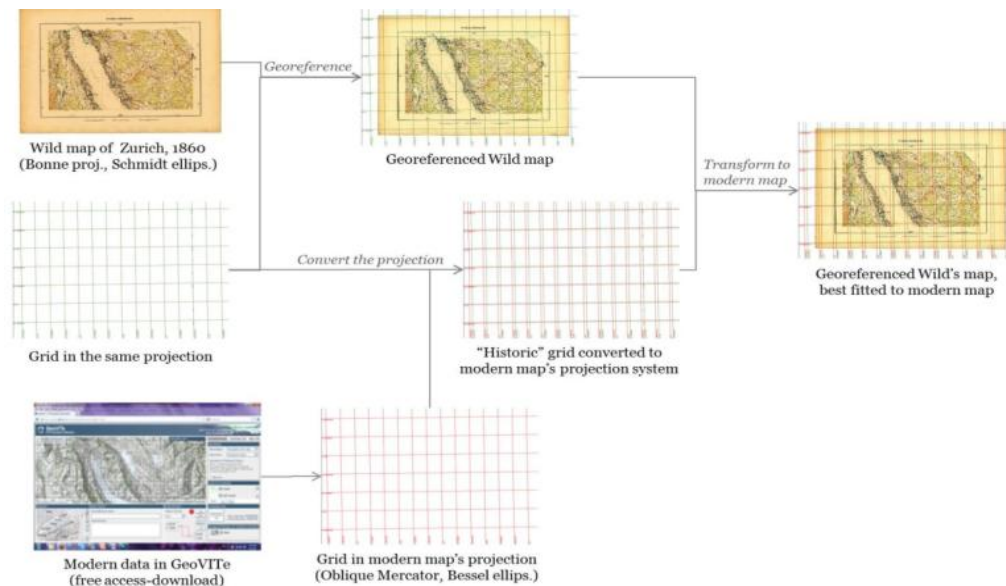 Georeference
Wild map of Zurich, 1860
(Bonne proj., Schmidt ellips.)
Georeferenced Wild map
Transform to
modern map
Convert the projection
Georeferenced Wild's map,
best fitted to modern map
Grid in the same projection
“Historic” grid converted to
modern map's projection system
Modern data in GeoVITe
(free access-download)
Grid in modern map's projection
(Oblique Mercator, Bessel ellips.)